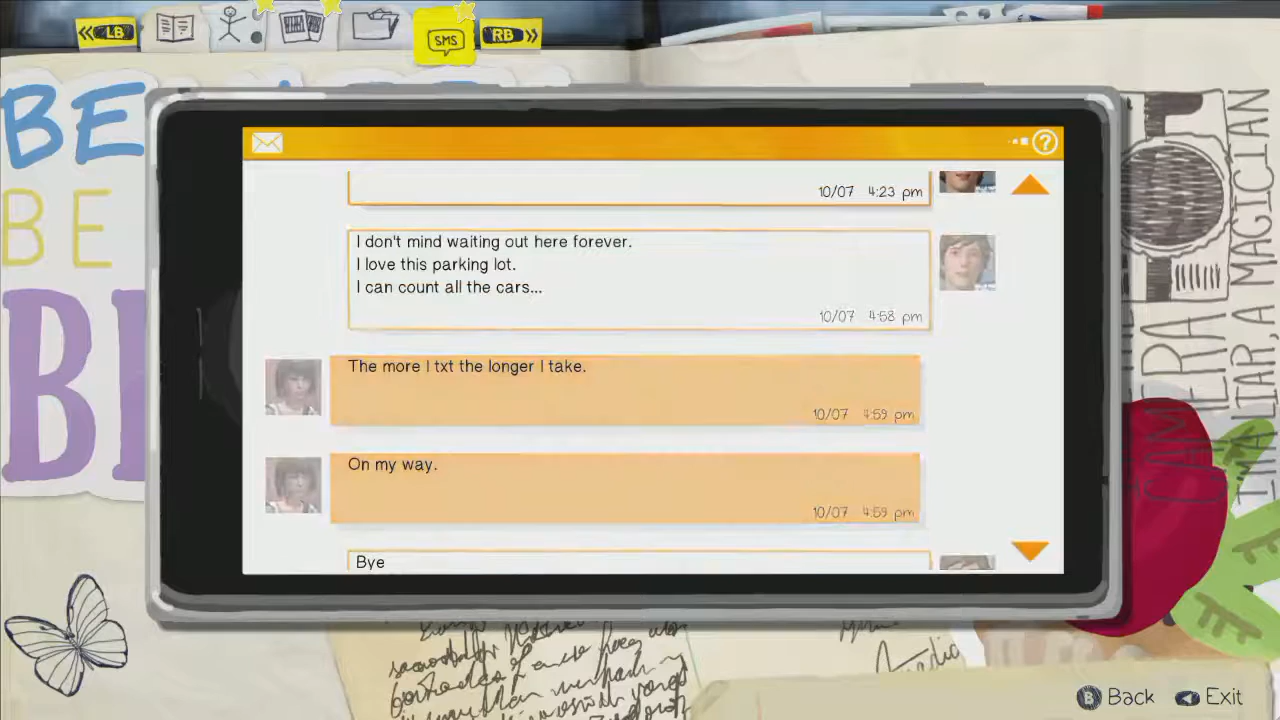 LB
SMS
RB
BE
BE
10/07 4:23 pm
I don't mind waiting out here forever.
I love this parking lot.
I can count all the cars...
10/07 4:58 pm
The more I txt the longer I take.
10/07 4:59 pm
On my way.
10/07 4:59 pm
Bye
CAMERA
I'M A LIAR, A MAGICIAN
B Back
Exit